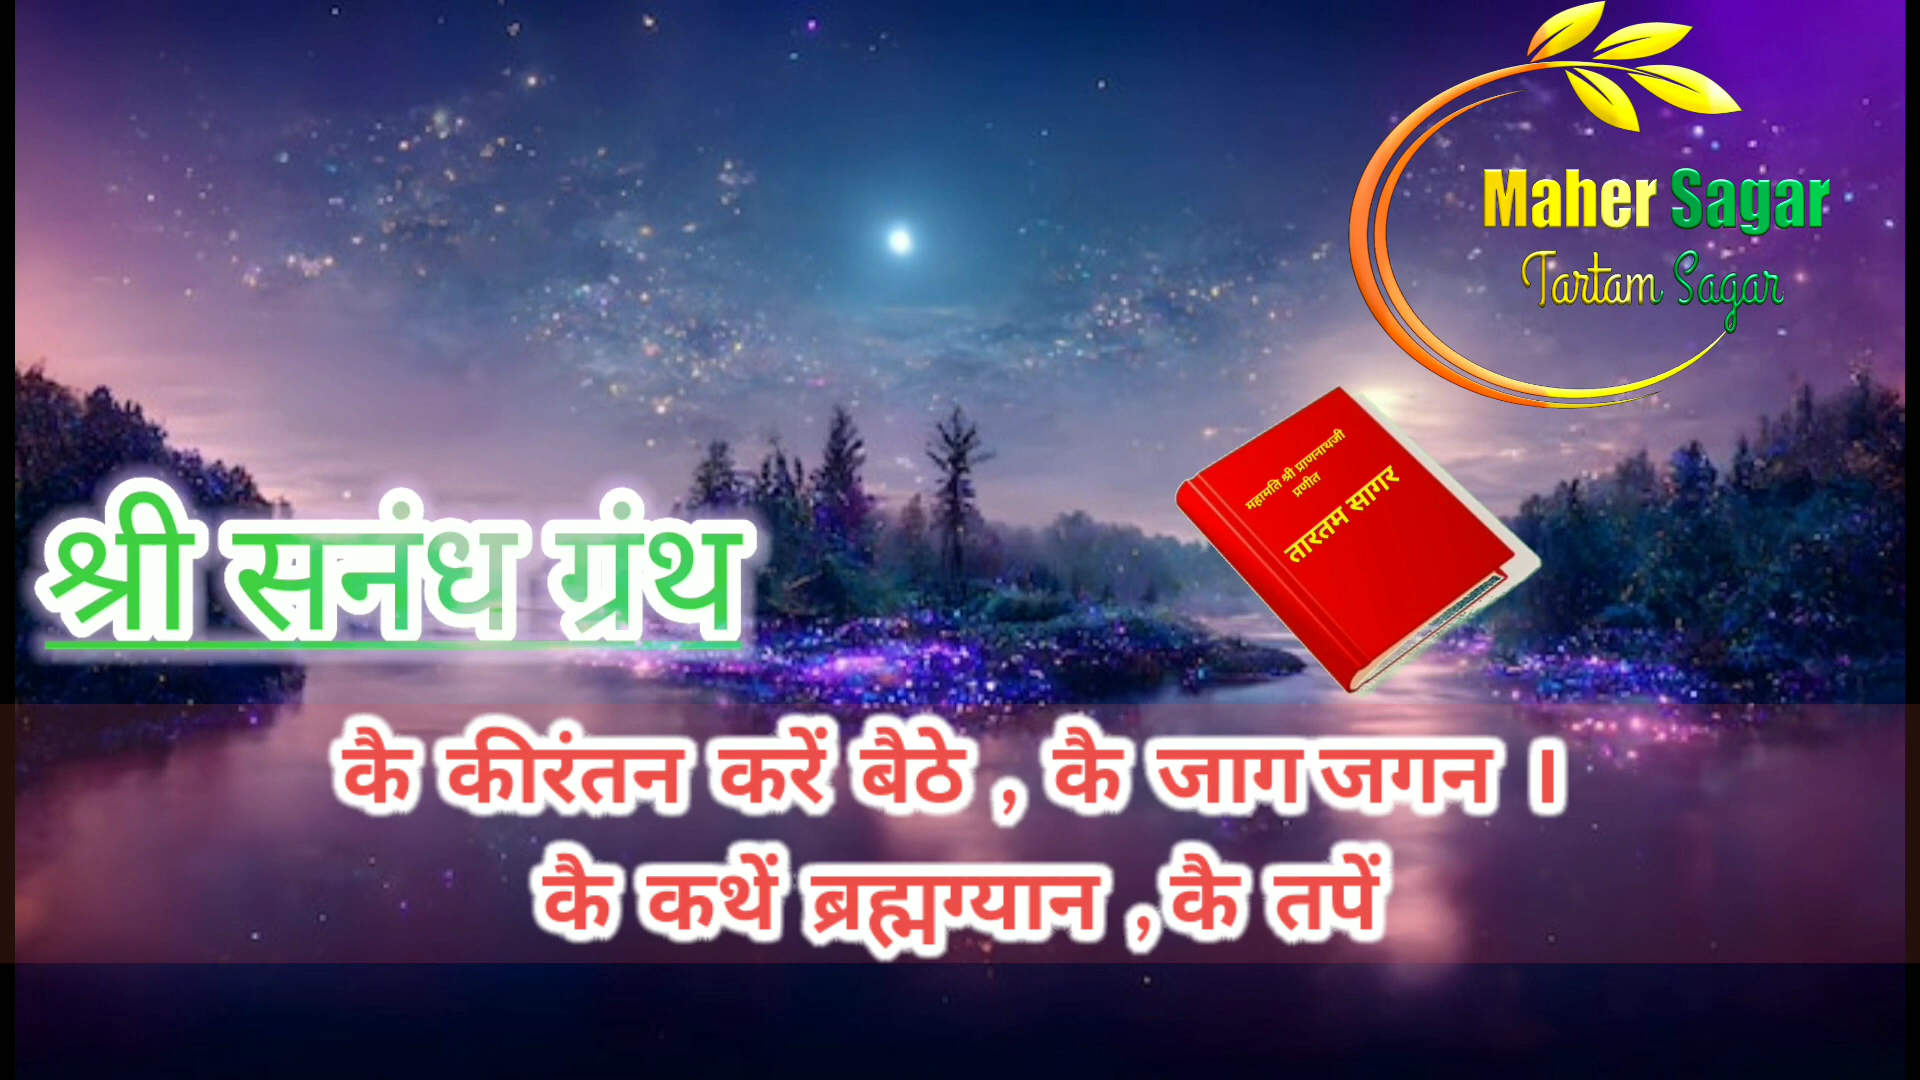 Maher Sagar
Tartam Sagar
महामति श्री प्राणनाथजी
प्रणीत
तारतम सागर
श्री सनंध ग्रंथ
कै कीरंतन करें बैठे , कै जाग जगन ।
कै कथें ब्रह्मग्यान , कै तपें